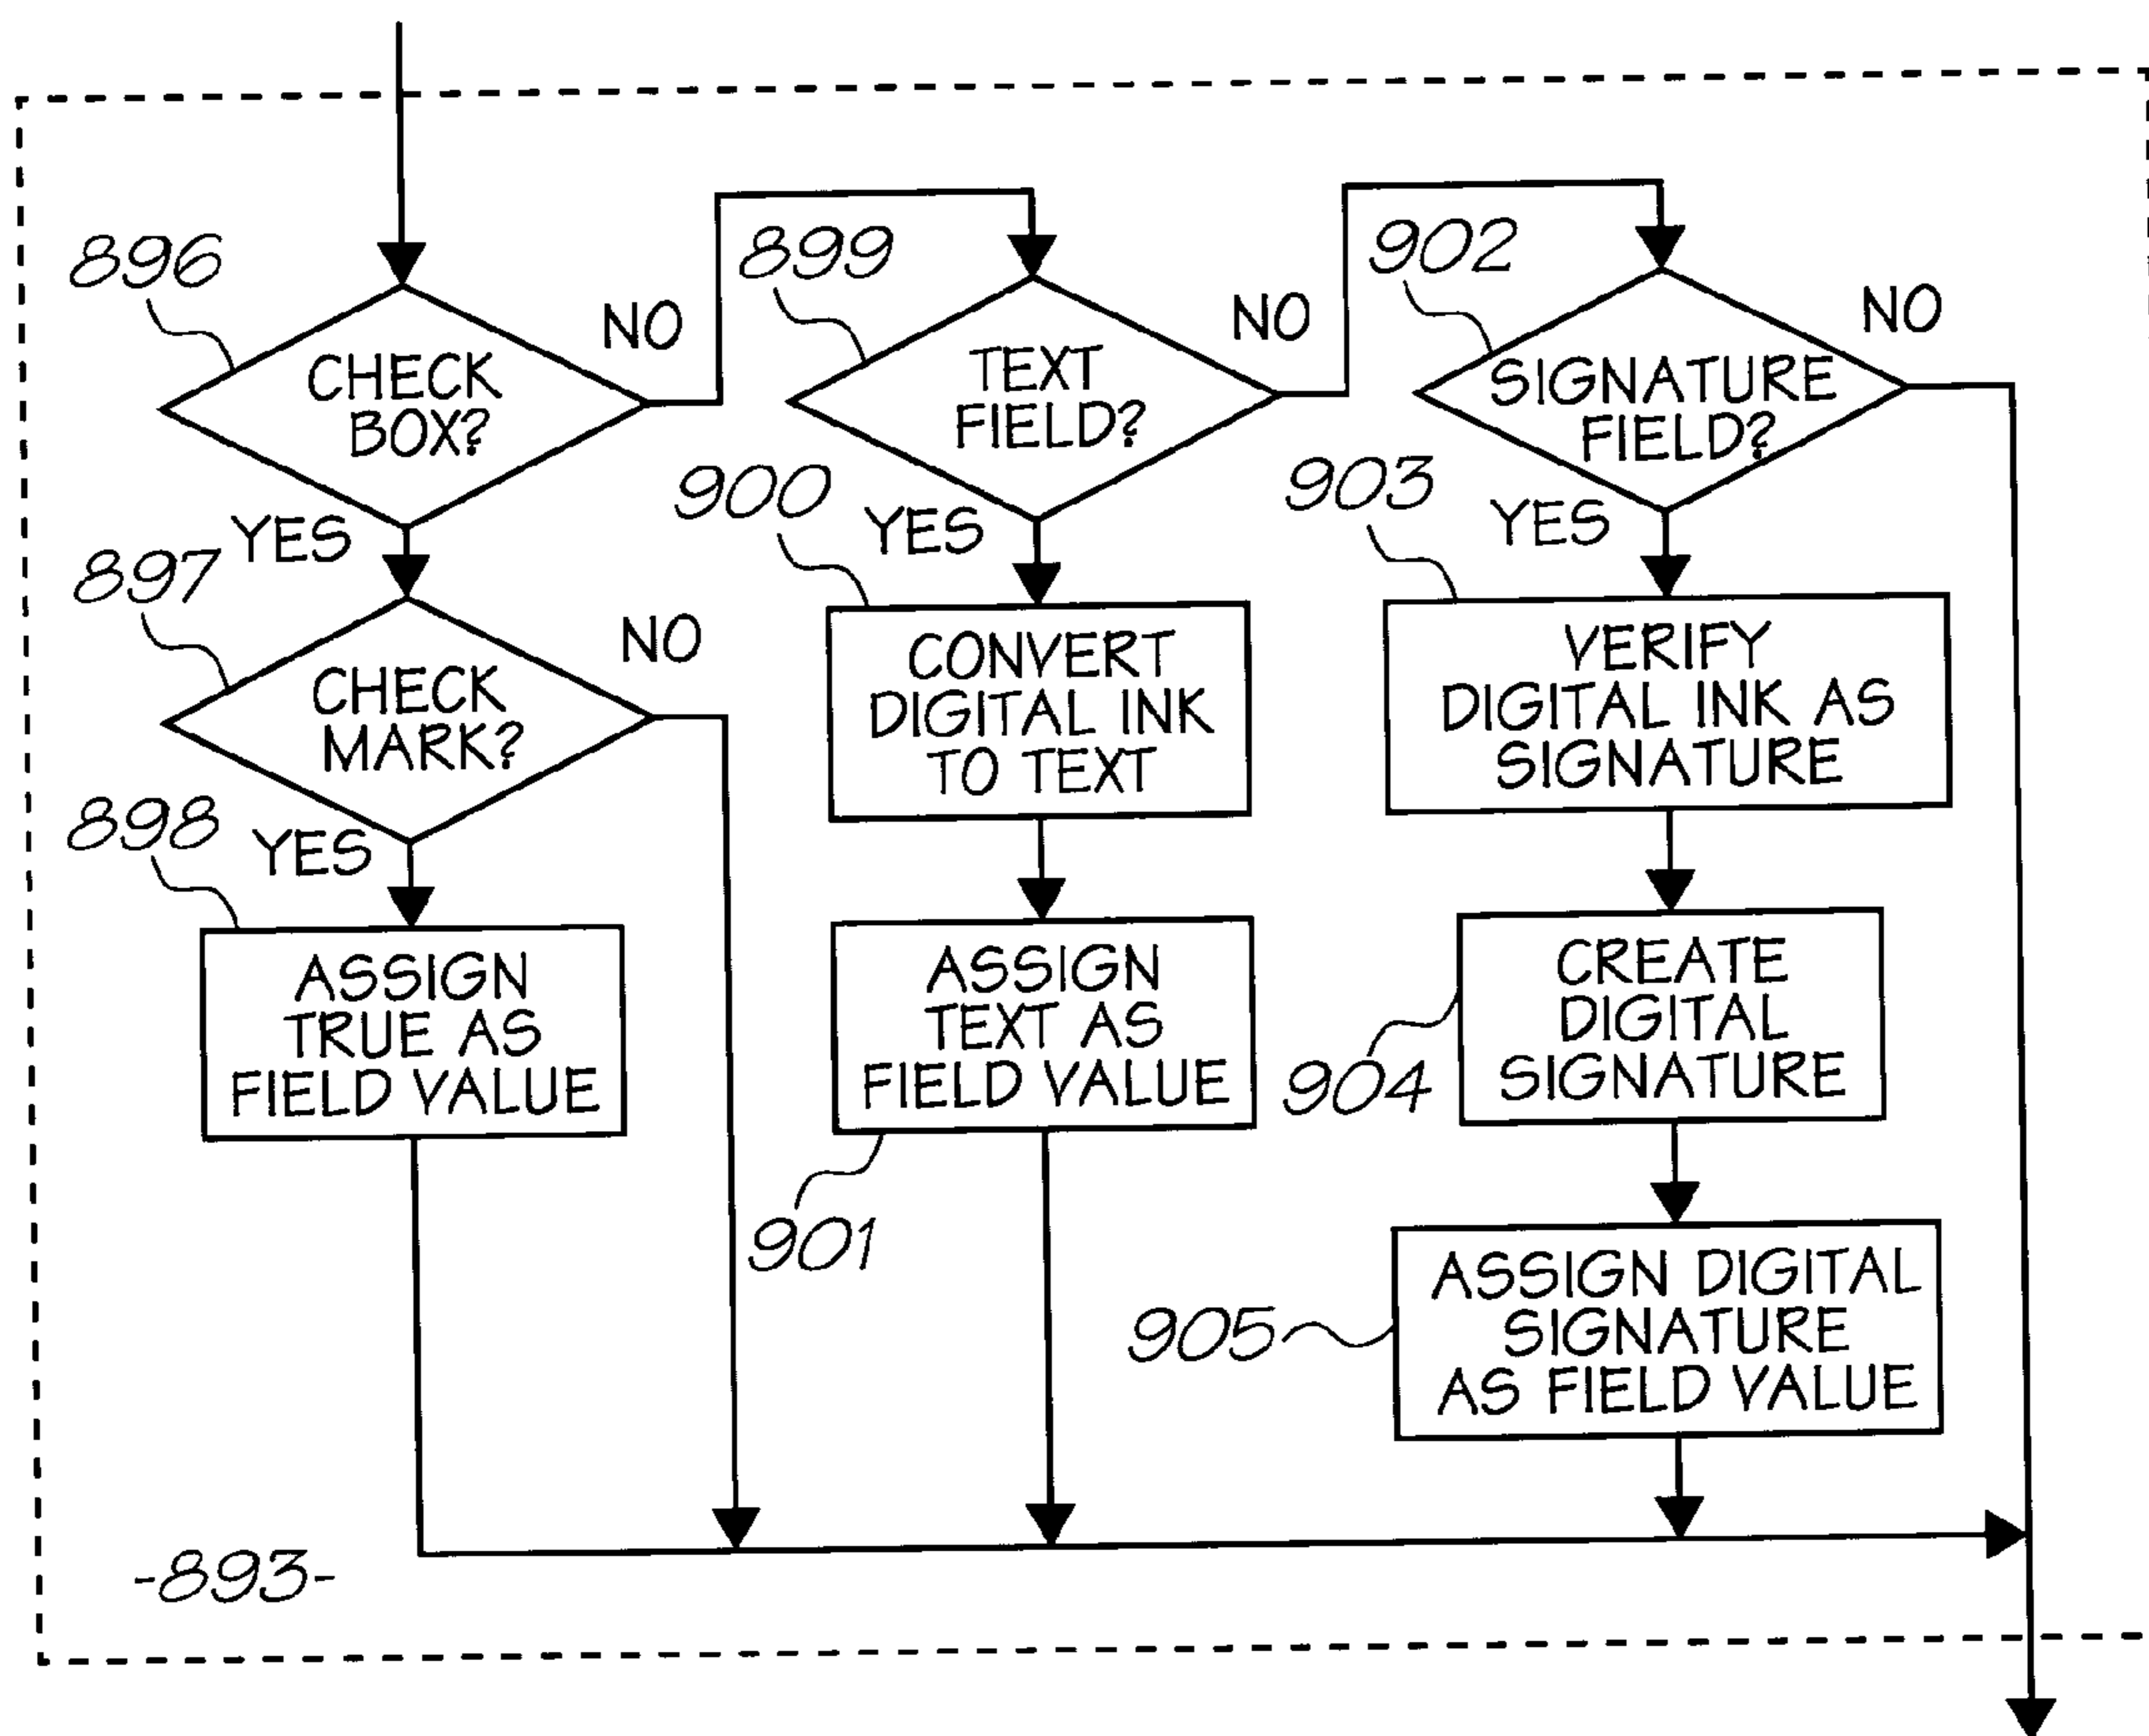 896
CHECK
BOX?
NO
YES
897
CHECK
MARK?
NO
YES
898
ASSIGN
TRUE AS
FIELD VALUE
899
TEXT
FIELD?
NO
YES
900
CONVERT
DIGITAL INK
TO TEXT
ASSIGN
TEXT AS
FIELD VALUE
901
902
SIGNATURE
FIELD?
NO
YES
903
VERIFY
DIGITAL INK AS
SIGNATURE
CREATE
DIGITAL
SIGNATURE
904
ASSIGN DIGITAL
SIGNATURE
AS FIELD VALUE
905
-893-